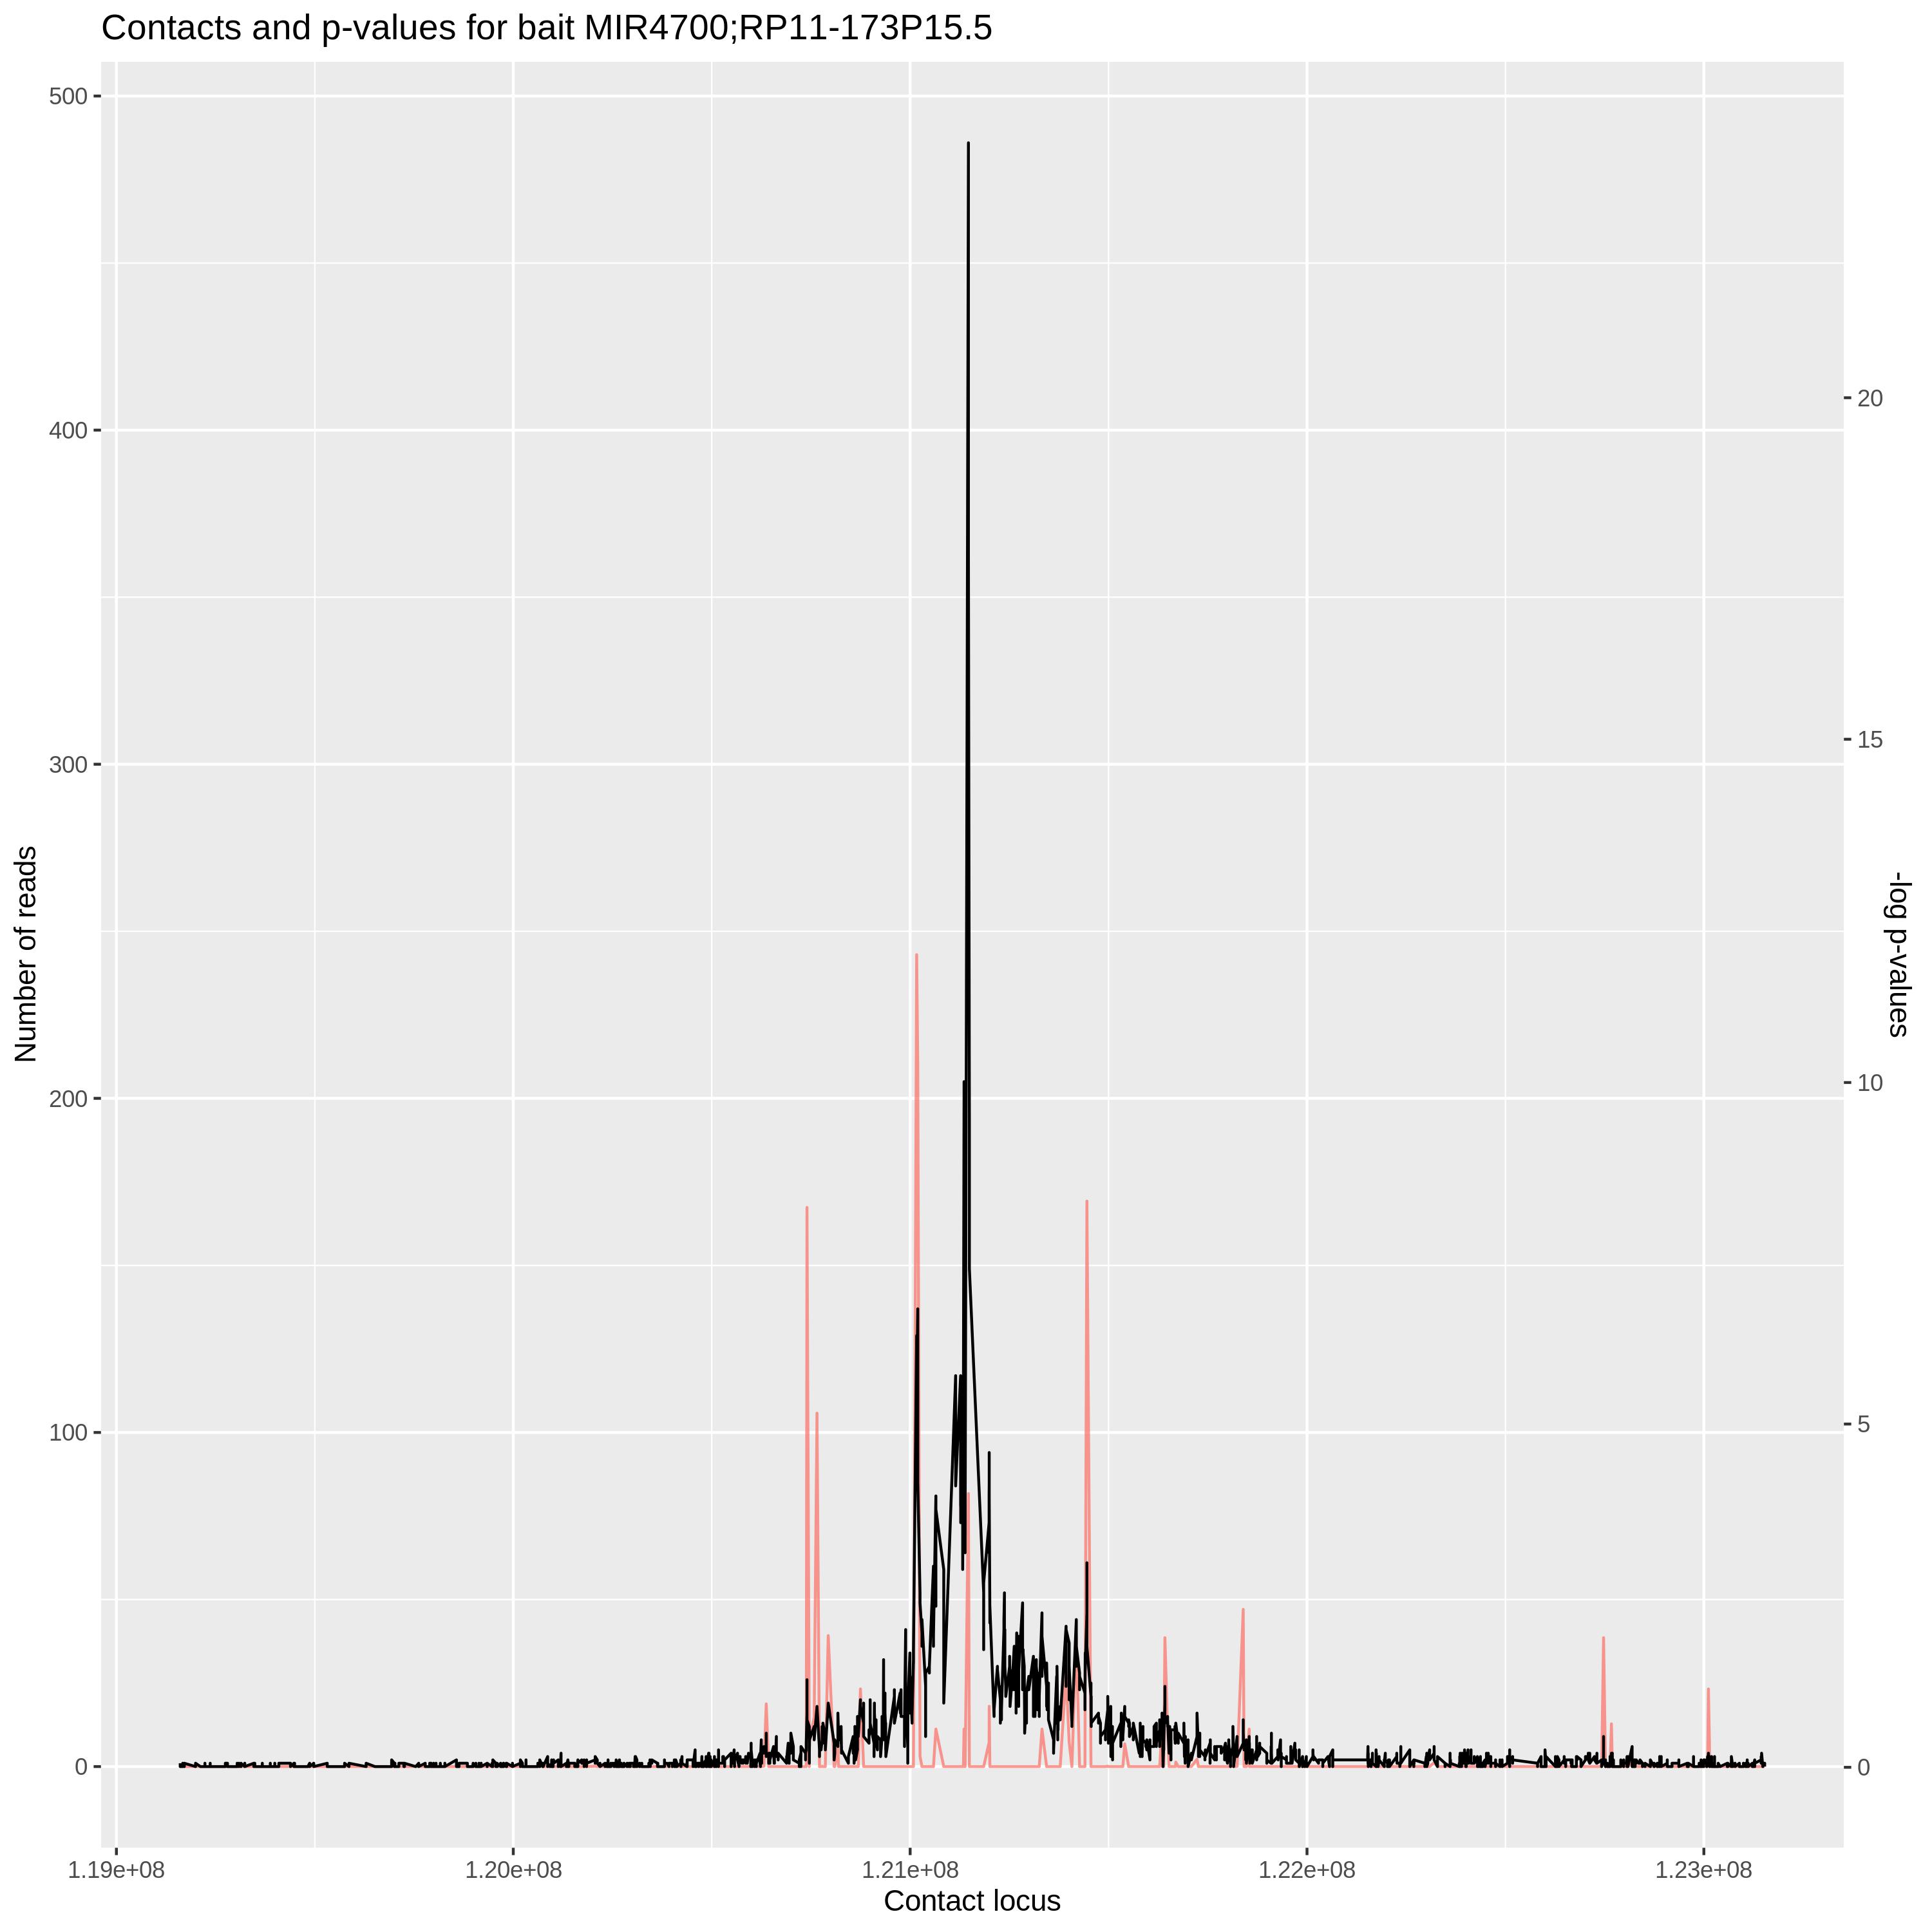 Contacts and p-values for bait MIR4700;RP11-173P15.5
500
400
300
200
100
0
Number of reads
20
15
10
5
0
-log p-values
1.19e+08
1.20e+08
1.21e+08
1.22e+08
1.23e+08
Contact locus